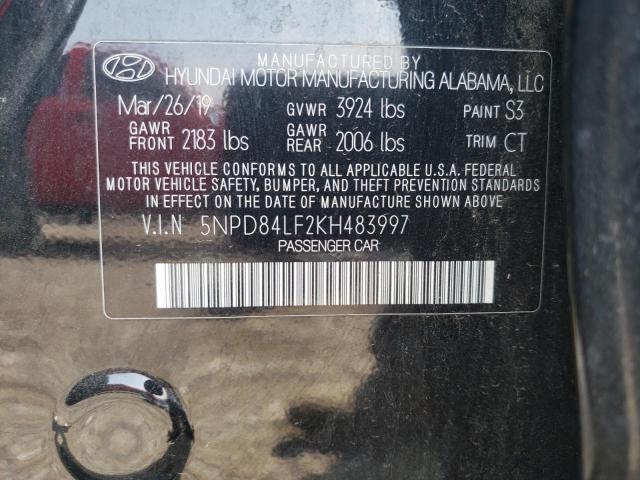 MANUFACTURED BY
HYUNDAI MOTOR MANUFACTURING ALABAMA, LLC
Mar/26/19 GVWR 3924 lbs PAINT S3
GAWR FRONT 2183 lbs GAWR REAR 2006 lbs TRIM CT
THIS VEHICLE CONFORMS TO ALL APPLICABLE U.S.A. FEDERAL
MOTOR VEHICLE SAFETY, BUMPER, AND THEFT PREVENTION STANDARDS
IN EFFECT ON THE DATE OF MANUFACTURE SHOWN ABOVE.
V.I.N 5NPD84LF2KH483997
PASSENGER CAR